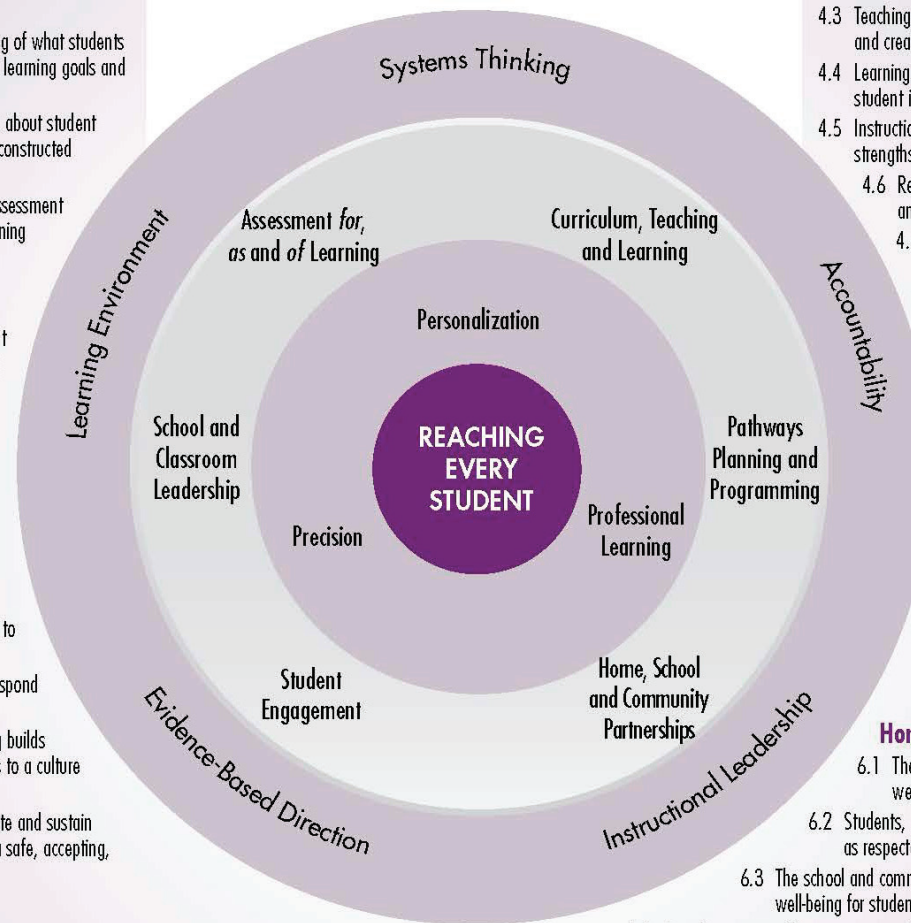 g of what students
learning goals and
about student
constructed
ssessment
ning
t
to
spond
g builds
s to a culture
te and sustain
a safe, accepting,
Systems Thinking
Learning Environment
Accountability
Evidence-Based Direction
Instructional Leadership
Assessment for,
as and of Learning
Curriculum, Teaching
and Learning
School and
Classroom
Leadership
Pathways
Planning and
Programming
Student
Engagement
Home, School
and Community
Partnerships
Personalization
Precision
Professional
Learning
REACHING
EVERY
STUDENT
4.3 Teaching
and crea
4.4 Learning
student i
4.5 Instructio
strengths
4.6 Re
an
4.
Hon
6.1 The
we
6.2 Students,
as respect
6.3 The school and comm
well-being for studen